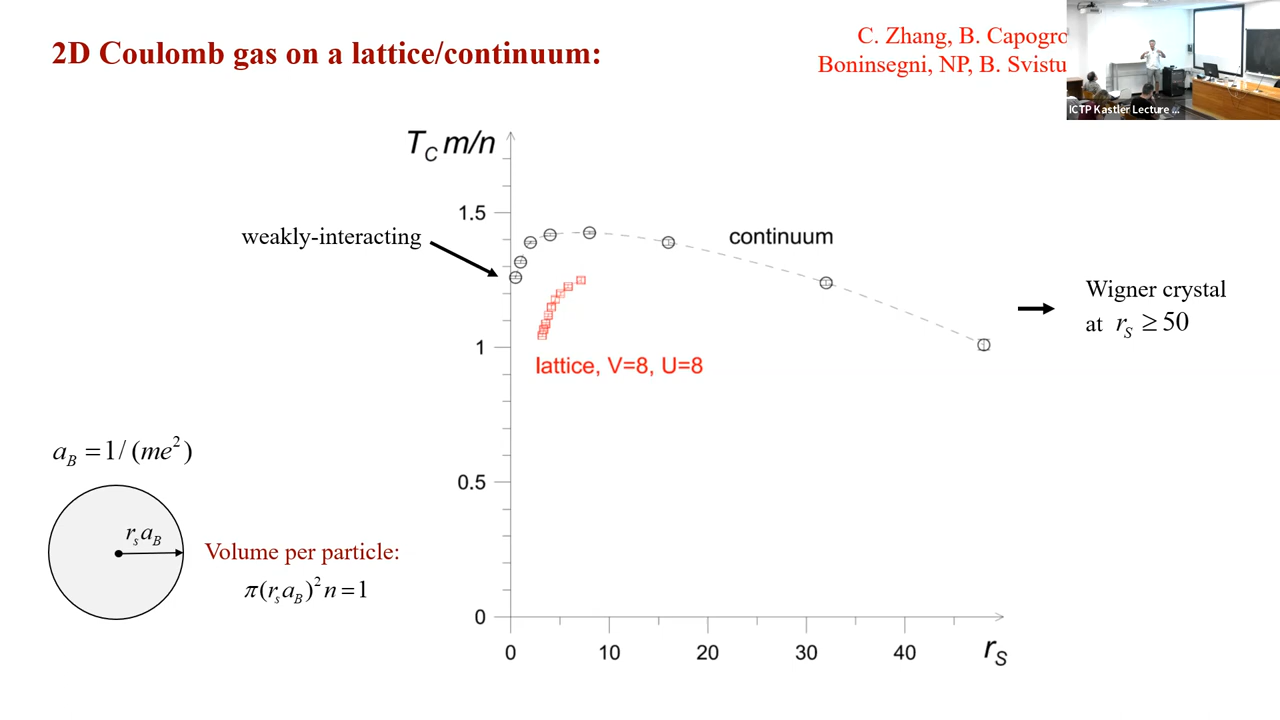 2D Coulomb gas on a lattice/continuum:
C. Zhang, B. Capogro
Boninsegni, NP, B. Svistu
ICTP Kastler Lecture ...
T_C m/n
weakly-interacting
1.5
continuum
Wigner crystal
at r_S ≥ 50
1
lattice, V=8, U=8
a_B = 1/(me²)
0.5
r_s a_B
Volume per particle:
π(r_s a_B)² n = 1
0
0 10 20 30 40 r_S